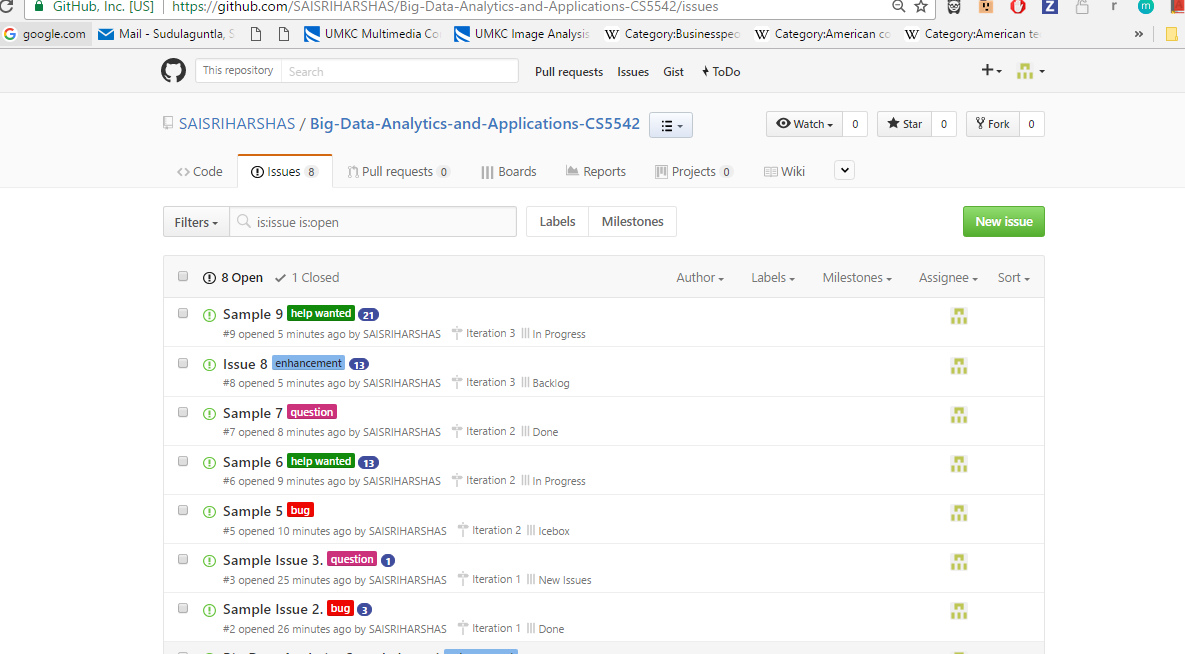 GitHub, Inc. [US] https://github.com/SAISRIHARSHAS/Big-Data-Analytics-and-Applications-CS5542/issues
google.com Mail - Sudulaguntla, S UMKC Multimedia Co UMKC Image Analysis Category:Businesspeo Category:American co Category:American te »
This repository Search Pull requests Issues Gist ToDo
SAISRIHARSHAS / Big-Data-Analytics-and-Applications-CS5542 Watch 0 Star 0 Fork 0
Code Issues 8 Pull requests 0 Boards Reports Projects 0 Wiki
Filters is:issue is:open Labels Milestones New issue
8 Open 1 Closed Author Labels Milestones Assignee Sort
Sample 9 help wanted 21
#9 opened 5 minutes ago by SAISRIHARSHAS Iteration 3 In Progress
Issue 8 enhancement 13
#8 opened 5 minutes ago by SAISRIHARSHAS Iteration 3 Backlog
Sample 7 question
#7 opened 8 minutes ago by SAISRIHARSHAS Iteration 2 Done
Sample 6 help wanted 13
#6 opened 9 minutes ago by SAISRIHARSHAS Iteration 2 In Progress
Sample 5 bug
#5 opened 10 minutes ago by SAISRIHARSHAS Iteration 2 Icebox
Sample Issue 3. question 1
#3 opened 25 minutes ago by SAISRIHARSHAS Iteration 1 New Issues
Sample Issue 2. bug 3
#2 opened 26 minutes ago by SAISRIHARSHAS Iteration 1 Done